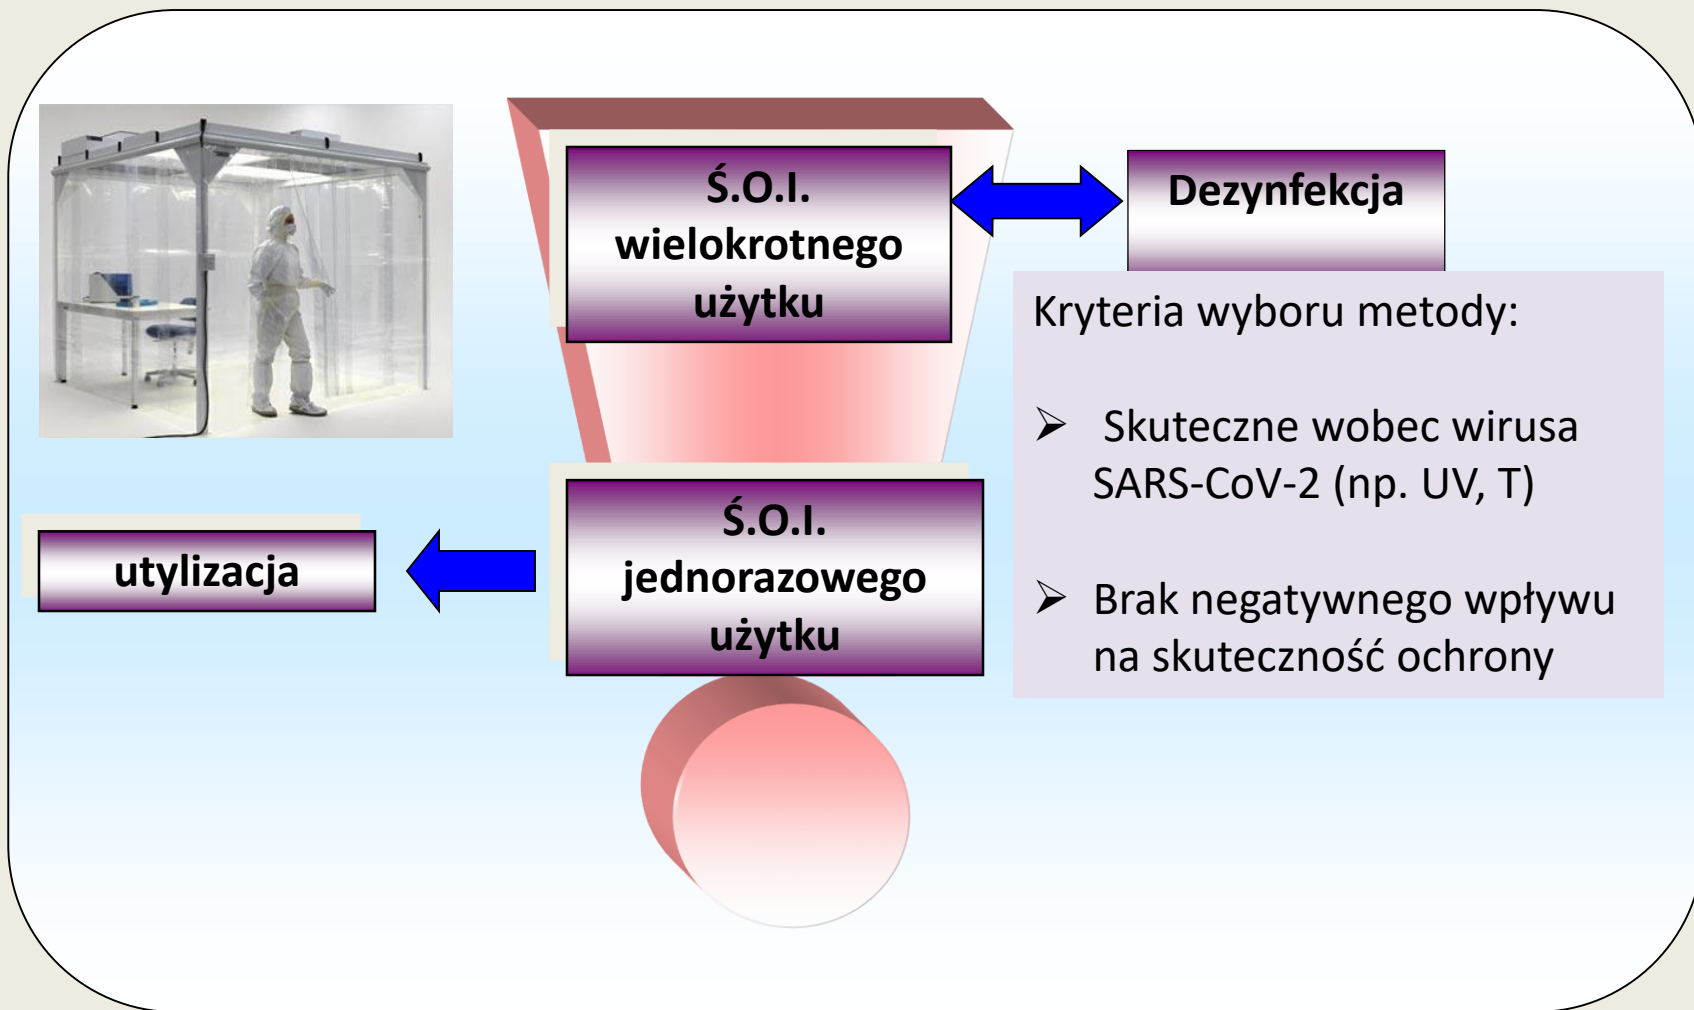 Ś.O.I.
wielokrotnego
użytku
Dezynfekcja
Kryteria wyboru metody:
➢ Skuteczne wobec wirusa
SARS-CoV-2 (np. UV, T)
➢ Brak negatywnego wpływu
na skuteczność ochrony
Ś.O.I.
jednorazowego
użytku
utylizacja